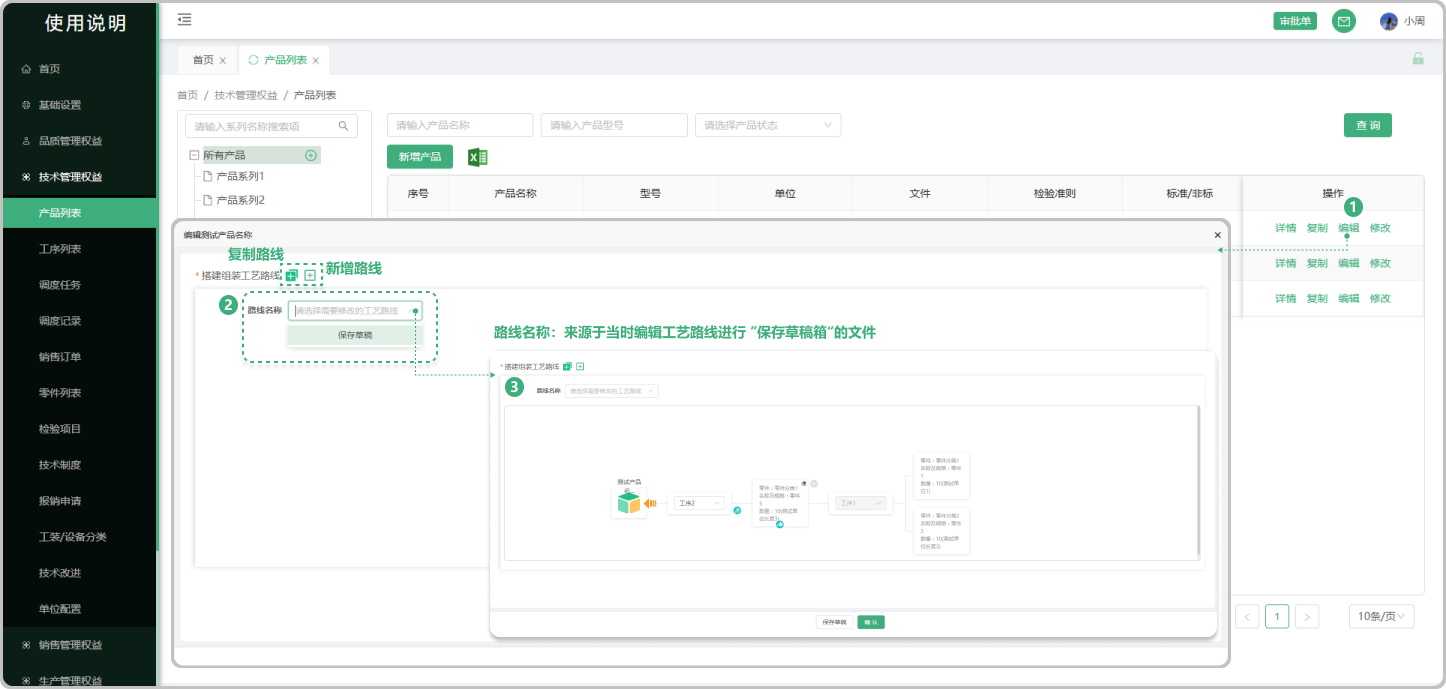 使用说明
首页
基础设置
品质管理权益
技术管理权益
产品列表
工序列表
调度任务
调度记录
销售订单
零件列表
检验项目
技术制度
报销申请
工装/设备分类
技术改进
单位配置
销售管理权益
生产管理权益
审批单
小周
首页
产品列表
首页 / 技术管理权益 / 产品列表
请输入系列名称搜索项
请输入产品名称
请输入产品型号
请选择产品状态
查 询
所有产品
产品系列1
产品系列2
新增产品
序号 产品名称 型号 单位 文件 检验准则 标准/非标 操作
1
详情 复制 编辑 修改
详情 复制 编辑 修改
详情 复制 编辑 修改
编辑测试产品名称
复制路线
* 搭建组装工艺路线
新增路线
2
路线名称 请选择需要修改的工艺路线
保存草稿
路线名称：来源于当时编辑工艺路线进行 ”保存草稿箱“的文件
* 搭建组装工艺路线
3
路线名称 请选择需要修改的工艺路线
测试产品
工序2
零件：零件分类1
名称及规格：零件
3
数量：10(测试单
位长度3)
工序1
零件：零件分类1
名称及规格：零件
1
数量：10(测试单
位1)
零件：零件分类2
名称及规格：零件
2
数量：10(测试单
位长度3)
保存草稿
确 认
1
10条/页